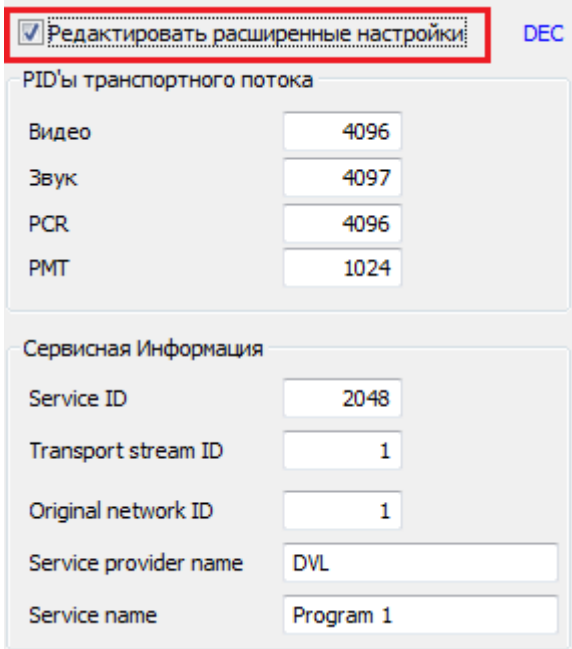 Редактировать расширенные настройки DEC
PID'ы транспортного потока
Видео 4096
Звук 4097
PCR 4096
PMT 1024
Сервисная Информация
Service ID 2048
Transport stream ID 1
Original network ID 1
Service provider name DVL
Service name Program 1